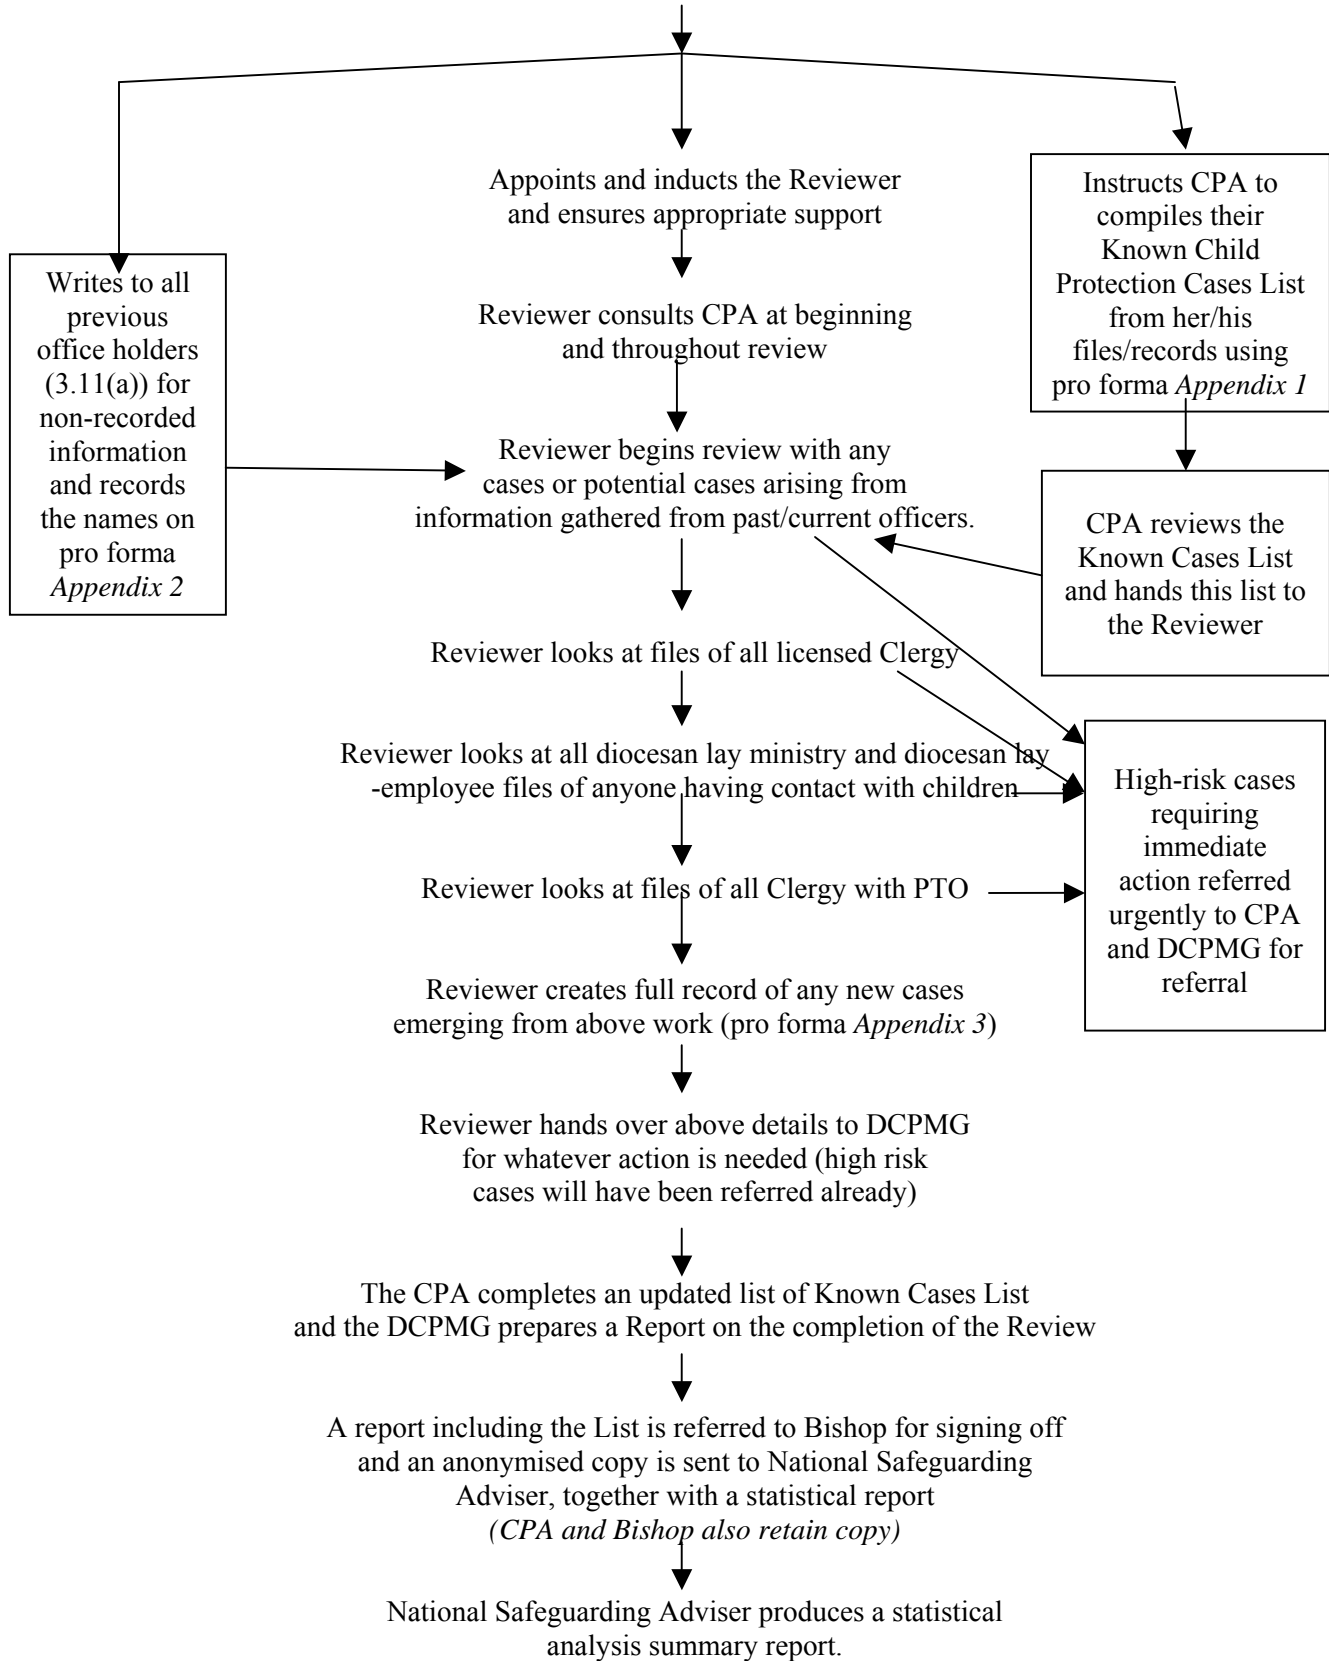 Appoints and inducts the Reviewer
and ensures appropriate support
Instructs CPA to
compiles their
Known Child
Protection Cases List
from her/his
files/records using
pro forma Appendix 1
Writes to all
previous
office holders
(3.11(a)) for
non-recorded
information
and records
the names on
pro forma
Appendix 2
Reviewer consults CPA at beginning
and throughout review
Reviewer begins review with any
cases or potential cases arising from
information gathered from past/current officers.
CPA reviews the
Known Cases List
and hands this list to
the Reviewer
Reviewer looks at files of all licensed Clergy
Reviewer looks at all diocesan lay ministry and diocesan lay
-employee files of anyone having contact with children
High-risk cases
requiring
immediate
action referred
urgently to CPA
and DCPMG for
referral
Reviewer looks at files of all Clergy with PTO
Reviewer creates full record of any new cases
emerging from above work (pro forma Appendix 3)
Reviewer hands over above details to DCPMG
for whatever action is needed (high risk
cases will have been referred already)
The CPA completes an updated list of Known Cases List
and the DCPMG prepares a Report on the completion of the Review
A report including the List is referred to Bishop for signing off
and an anonymised copy is sent to National Safeguarding
Adviser, together with a statistical report
(CPA and Bishop also retain copy)
National Safeguarding Adviser produces a statistical
analysis summary report.